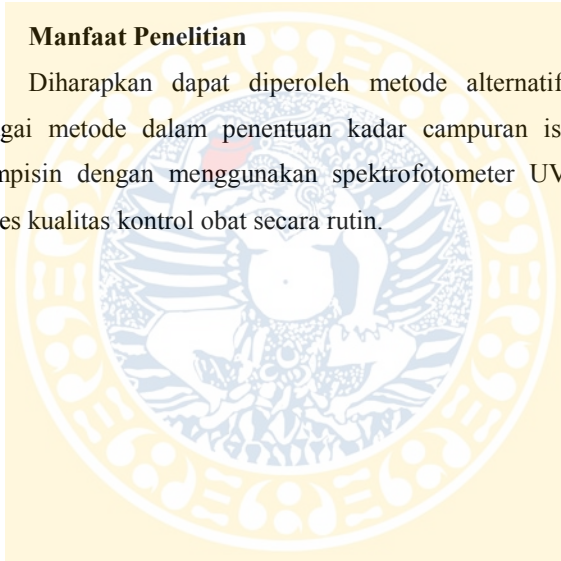 Manfaat Penelitian
Diharapkan dapat diperoleh metode alternatif
gai metode dalam penentuan kadar campuran is
mpisin dengan menggunakan spektrofotometer UV
es kualitas kontrol obat secara rutin.